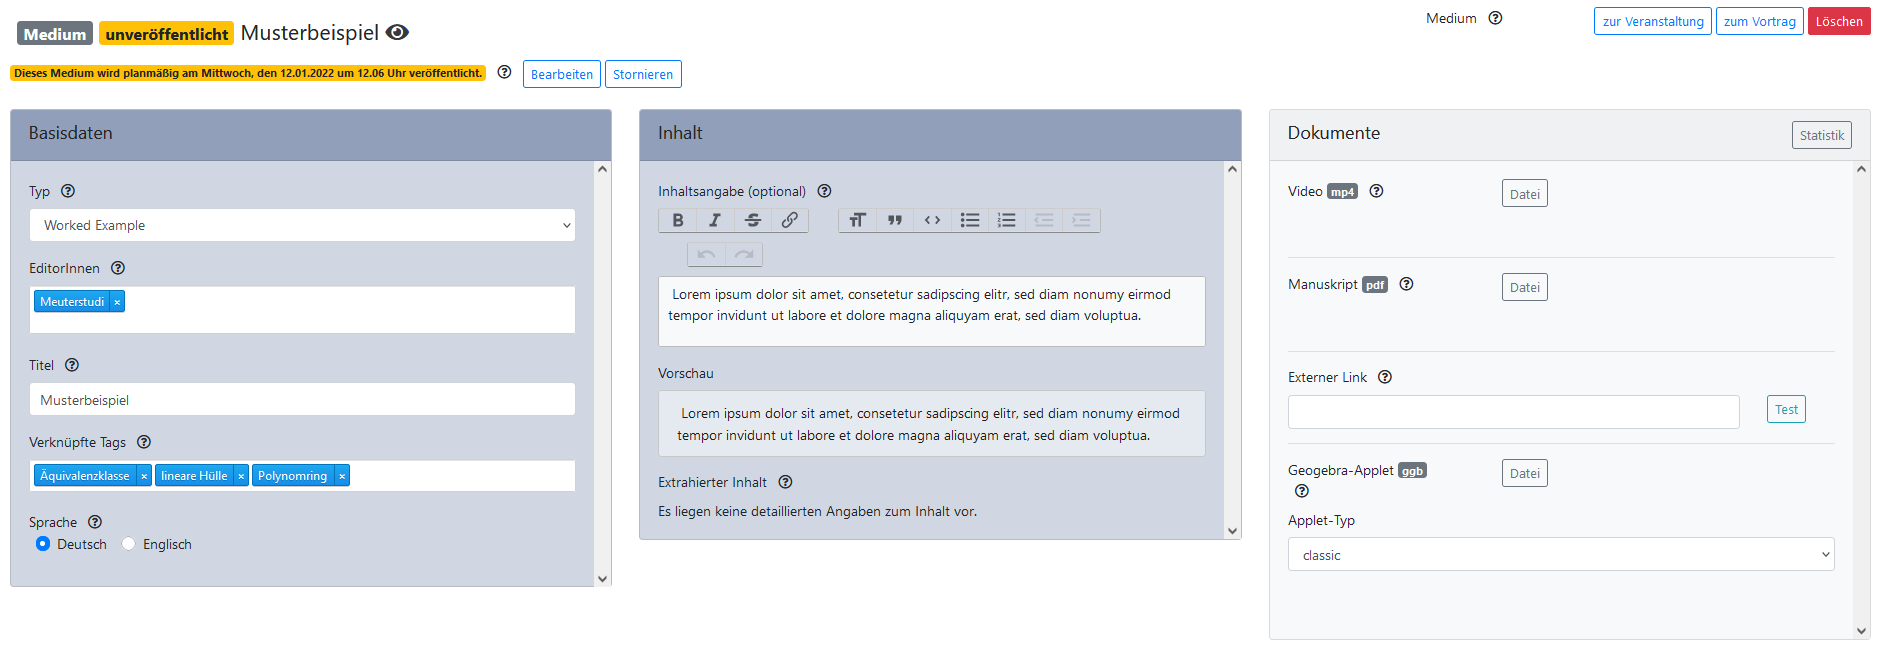 Medium unveröffentlicht Musterbeispiel
Medium
zur Veranstaltung zum Vortrag Löschen
Dieses Medium wird planmäßig am Mittwoch, den 12.01.2022 um 12.06 Uhr veröffentlicht. Bearbeiten Stornieren
Basisdaten
Typ
Worked Example
EditorInnen
Meuterstudi ×
Titel
Musterbeispiel
Verknüpfte Tags
Äquivalenzklasse × lineare Hülle × Polynomring ×
Sprache
Deutsch Englisch
Inhalt
Inhaltsangabe (optional)
Lorem ipsum dolor sit amet, consetetur sadipscing elitr, sed diam nonumy eirmod
tempor invidunt ut labore et dolore magna aliquyam erat, sed diam voluptua.
Vorschau
Lorem ipsum dolor sit amet, consetetur sadipscing elitr, sed diam nonumy eirmod
tempor invidunt ut labore et dolore magna aliquyam erat, sed diam voluptua.
Extrahierter Inhalt
Es liegen keine detaillierten Angaben zum Inhalt vor.
Dokumente Statistik
Video mp4 Datei
Manuskript pdf Datei
Externer Link
Test
Geogebra-Applet ggb Datei
Applet-Typ
classic